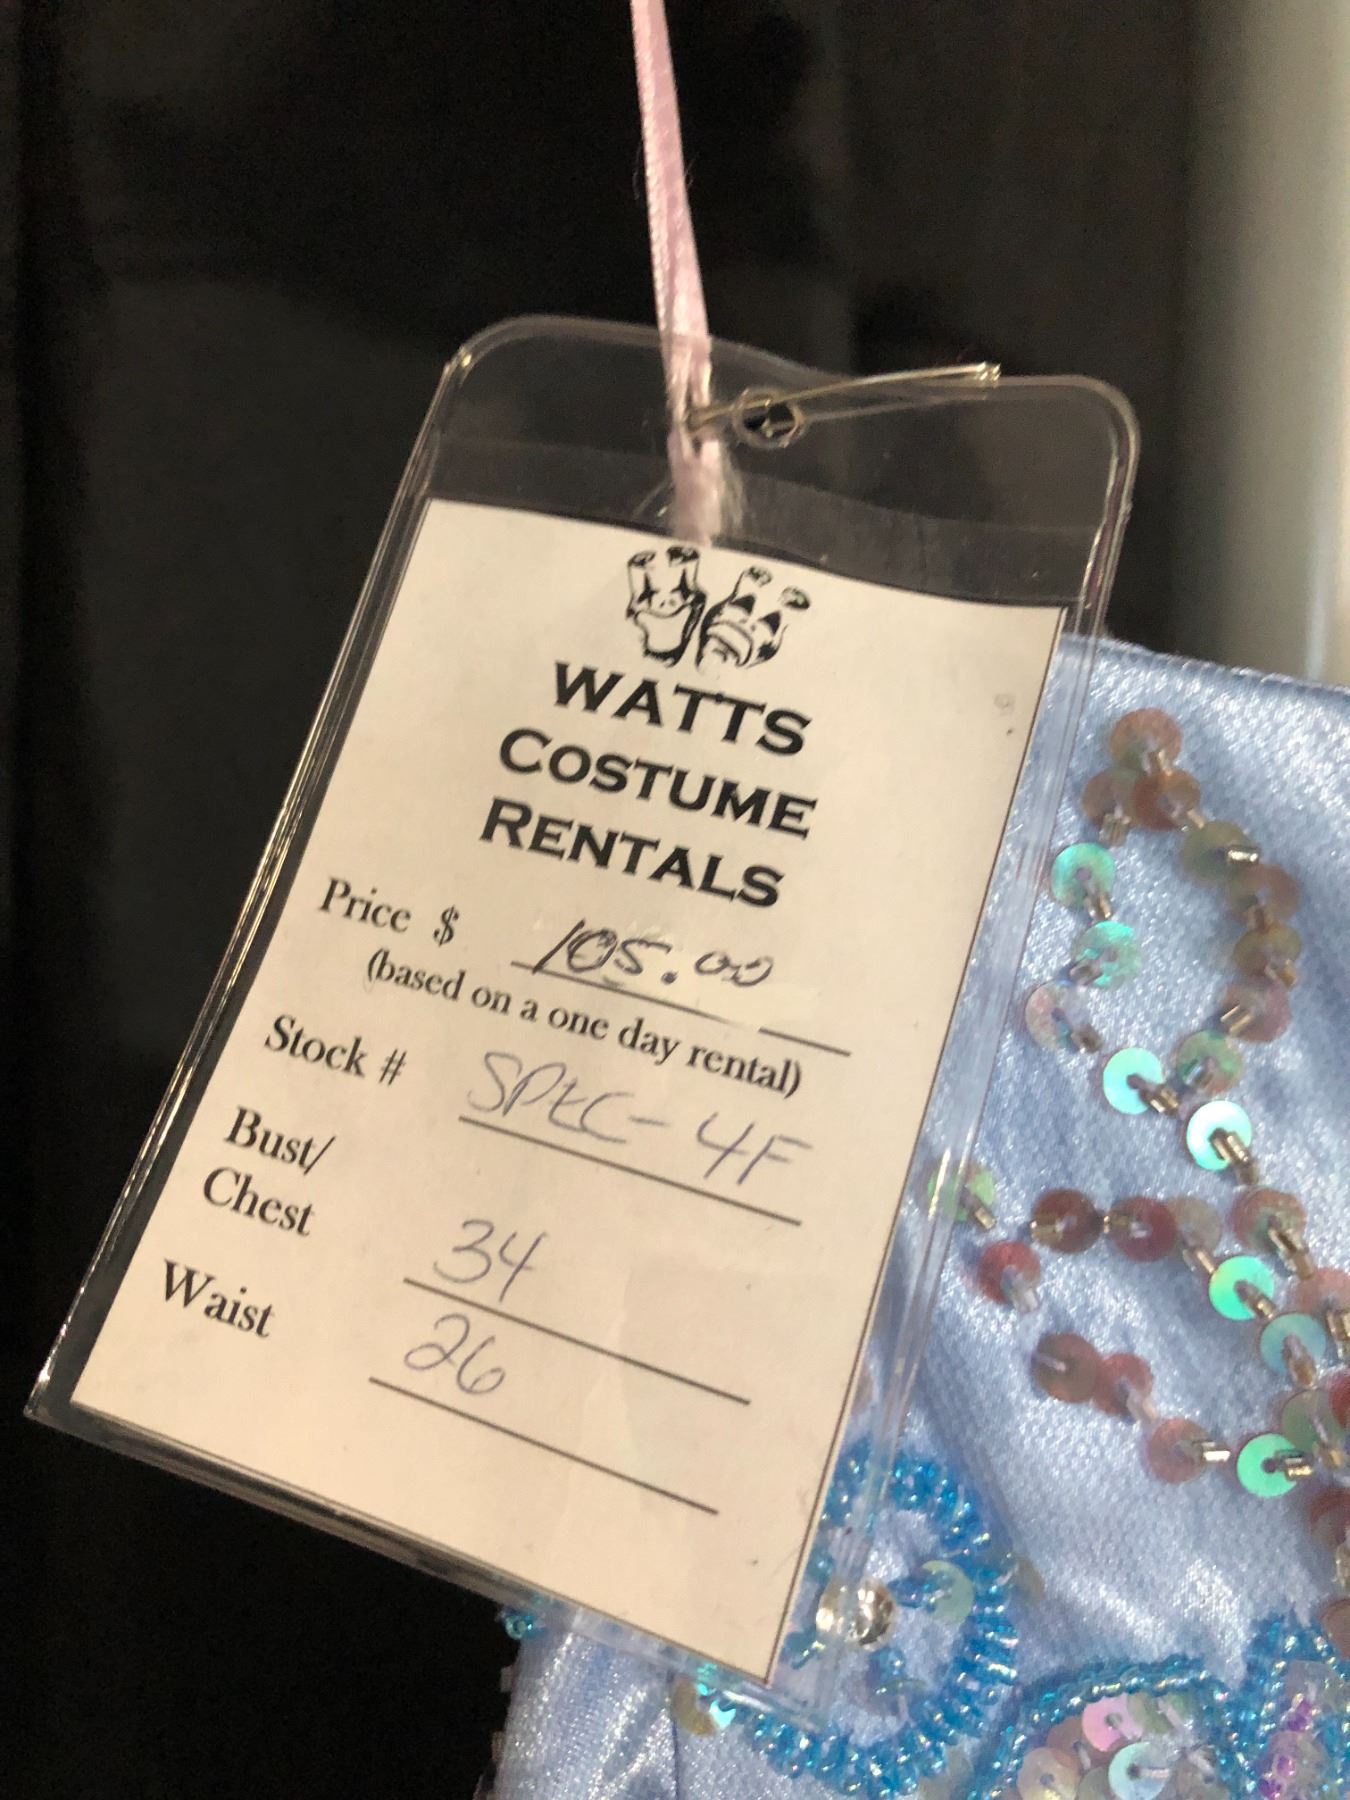 WATTS
COSTUME
RENTALS
Price $ 105.00
(based on a one day rental)
Stock # SPEC-4F
Bust/
Chest 34
Waist 26